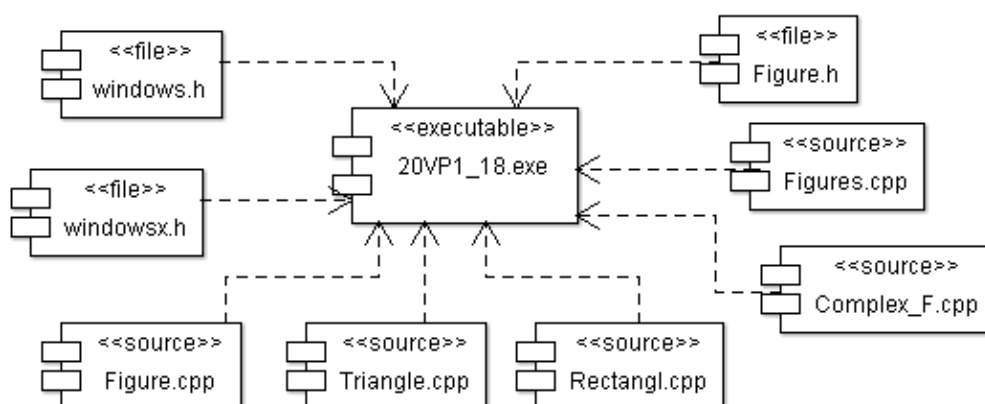 <<file>>
windows.h
<<file>>
Figure.h
<<executable>>
20VP1_18.exe
<<source>>
Figures.cpp
<<file>>
windowsx.h
<<source>>
Complex_F.cpp
<<source>>
Figure.cpp
<<source>>
Triangle.cpp
<<source>>
Rectangl.cpp